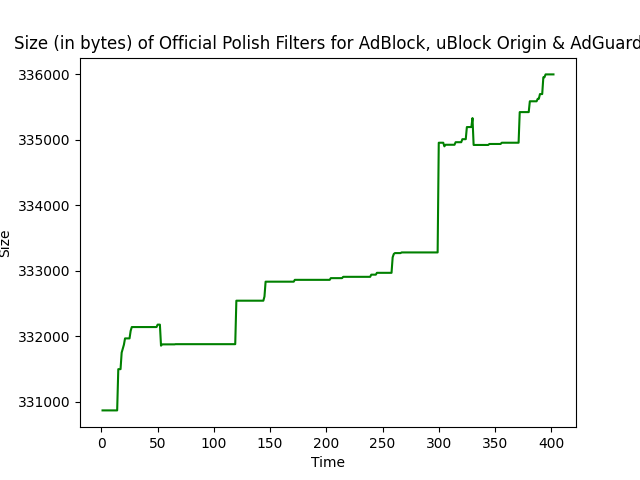 Size (in bytes) of Official Polish Filters for AdBlock, uBlock Origin & AdGuard
336000
335000
334000
333000
332000
331000
Size
0 50 100 150 200 250 300 350 400
Time